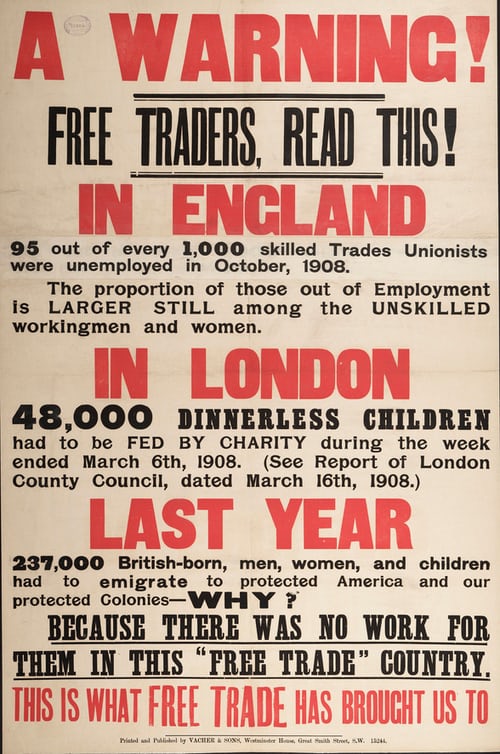 A WARNING!
FREE TRADERS, READ THIS!
IN ENGLAND
95 out of every 1,000 skilled Trades Unionists
were unemployed in October, 1908.
The proportion of those out of Employment
is LARGER STILL among the UNSKILLED
workingmen and women.
IN LONDON
48,000 DINNERLESS CHILDREN
had to be FED BY CHARITY during the week
ended March 6th, 1908. (See Report of London
County Council, dated March 16th, 1908.)
LAST YEAR
237,000 British-born, men, women, and children
had to emigrate to protected America and our
protected Colonies—WHY?
BECAUSE THERE WAS NO WORK FOR
THEM IN THIS "FREE TRADE" COUNTRY.
THIS IS WHAT FREE TRADE HAS BROUGHT US TO
Printed and Published by VACHER & SONS, Westminster House, Great Smith Street, S.W. 15244.